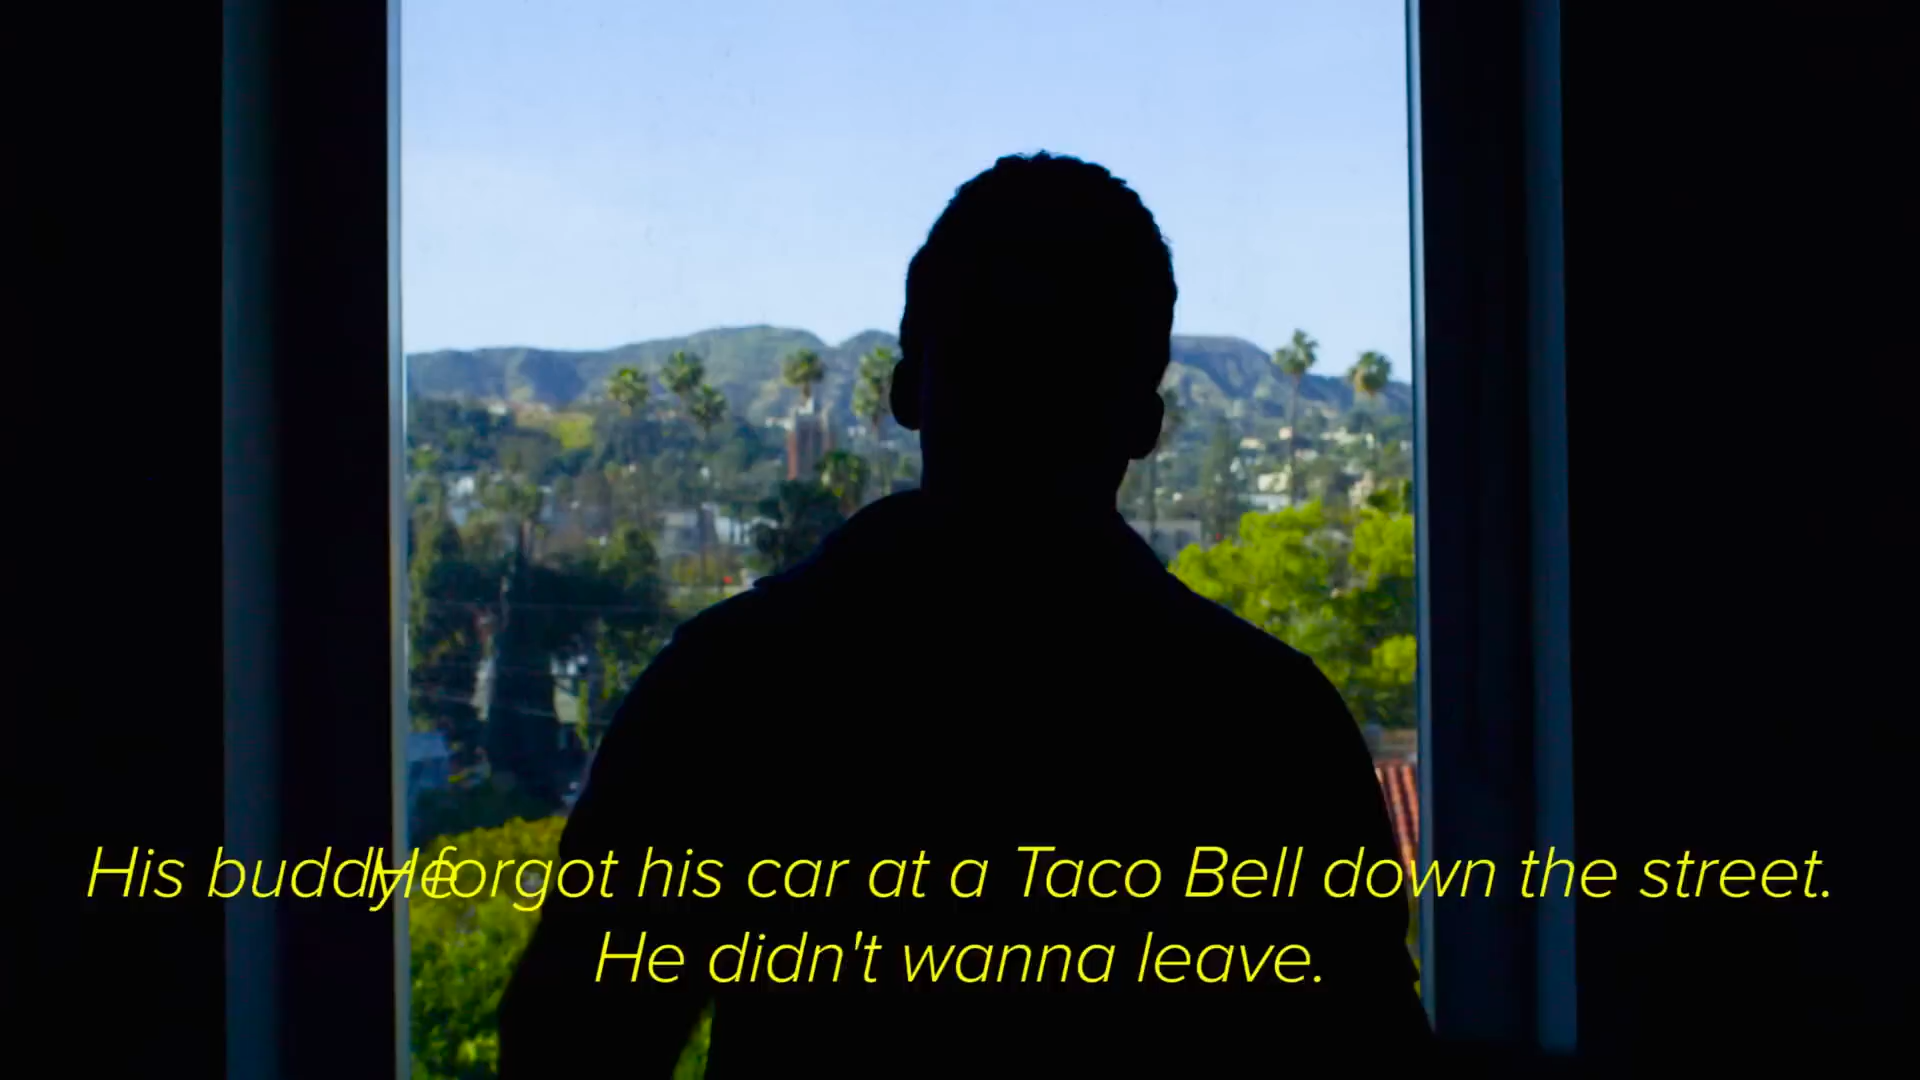 His buddy forgot his car at a Taco Bell down the street.
He
He didn't wanna leave.